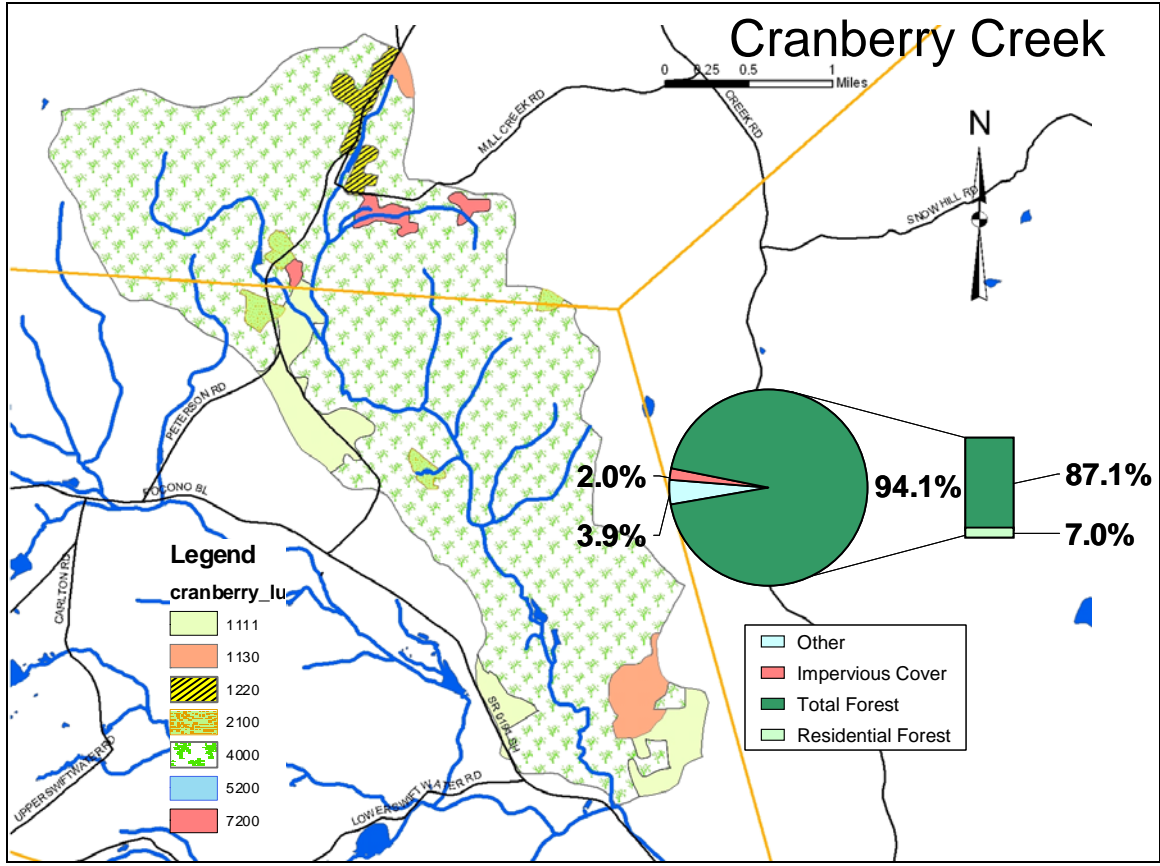 Cranberry Creek
0 0.25 0.5 1
Miles
MILL CREEK RD
CREEK RD
N
SNOW HILL RD
PETERSON RD
POCONO BL
CARLTON RD
UPPER SWIFTWATER RD
LOWER SWIFTWATER RD
SR 0191 SH
2.0%
3.9%
94.1%
87.1%
7.0%
Legend
cranberry_lu
1111
1130
1220
2100
4000
5200
7200
Other
Impervious Cover
Total Forest
Residential Forest